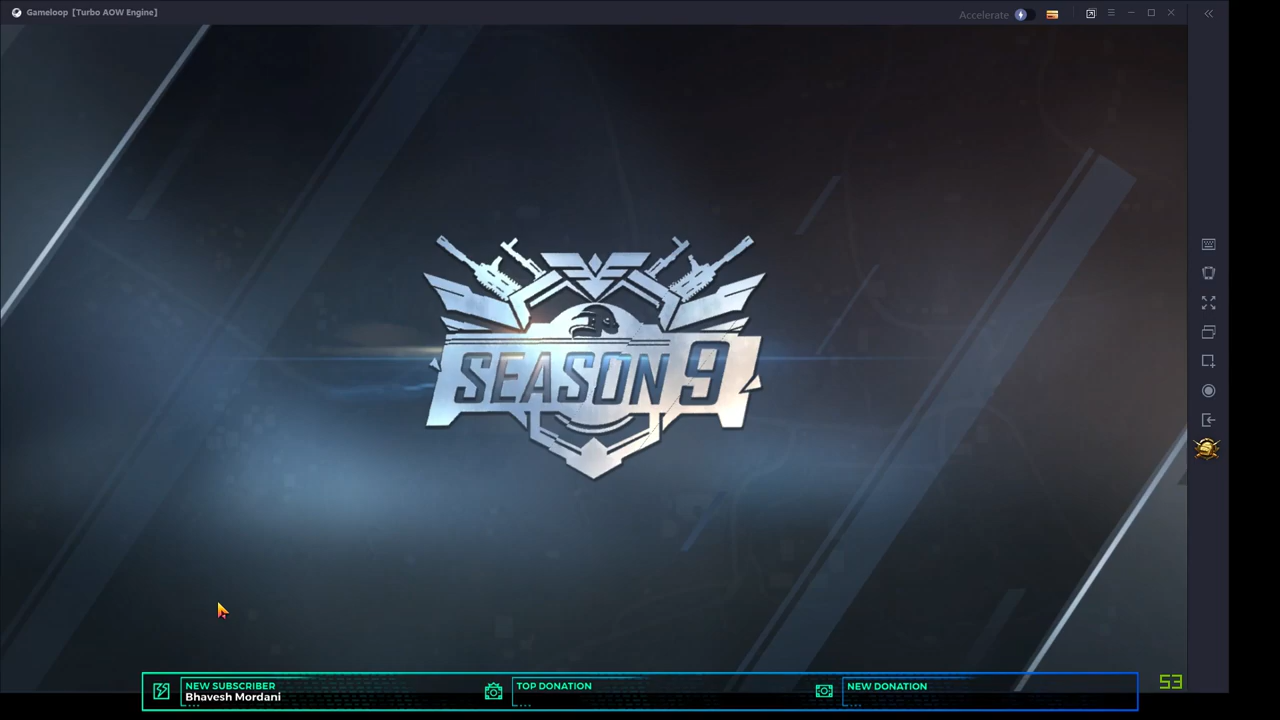 Gameloop [Turbo AOW Engine]
Accelerate
SEASON 9
NEW SUBSCRIBER
Bhavesh Mordani
....
TOP DONATION
....
NEW DONATION
....
53